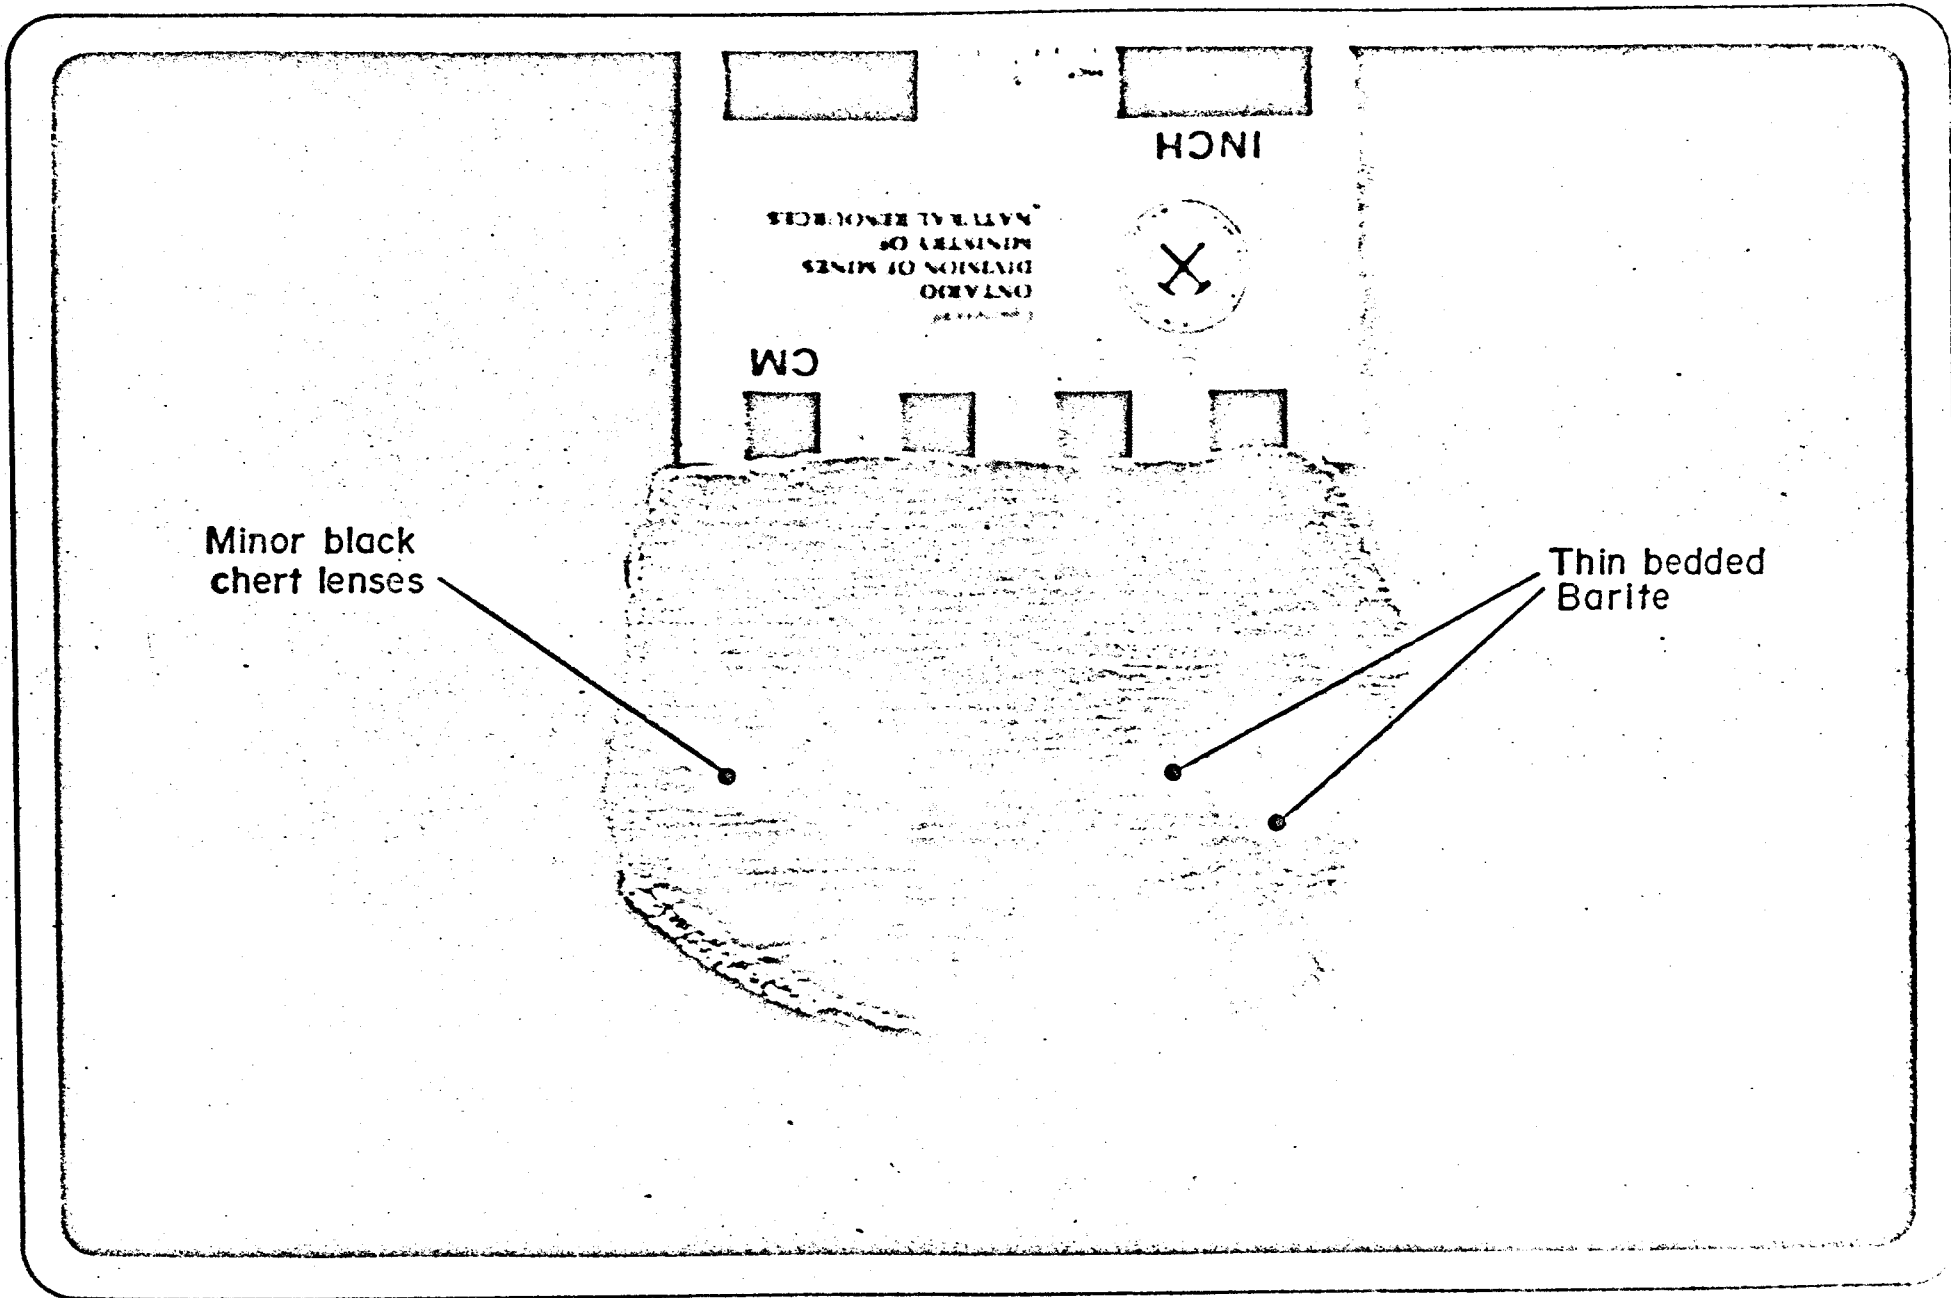 INCH
ONTARIO
DIVISION OF MINES
MINISTRY OF
NATURAL RESOURCES
CM
Minor black
chert lenses
Thin bedded
Barite